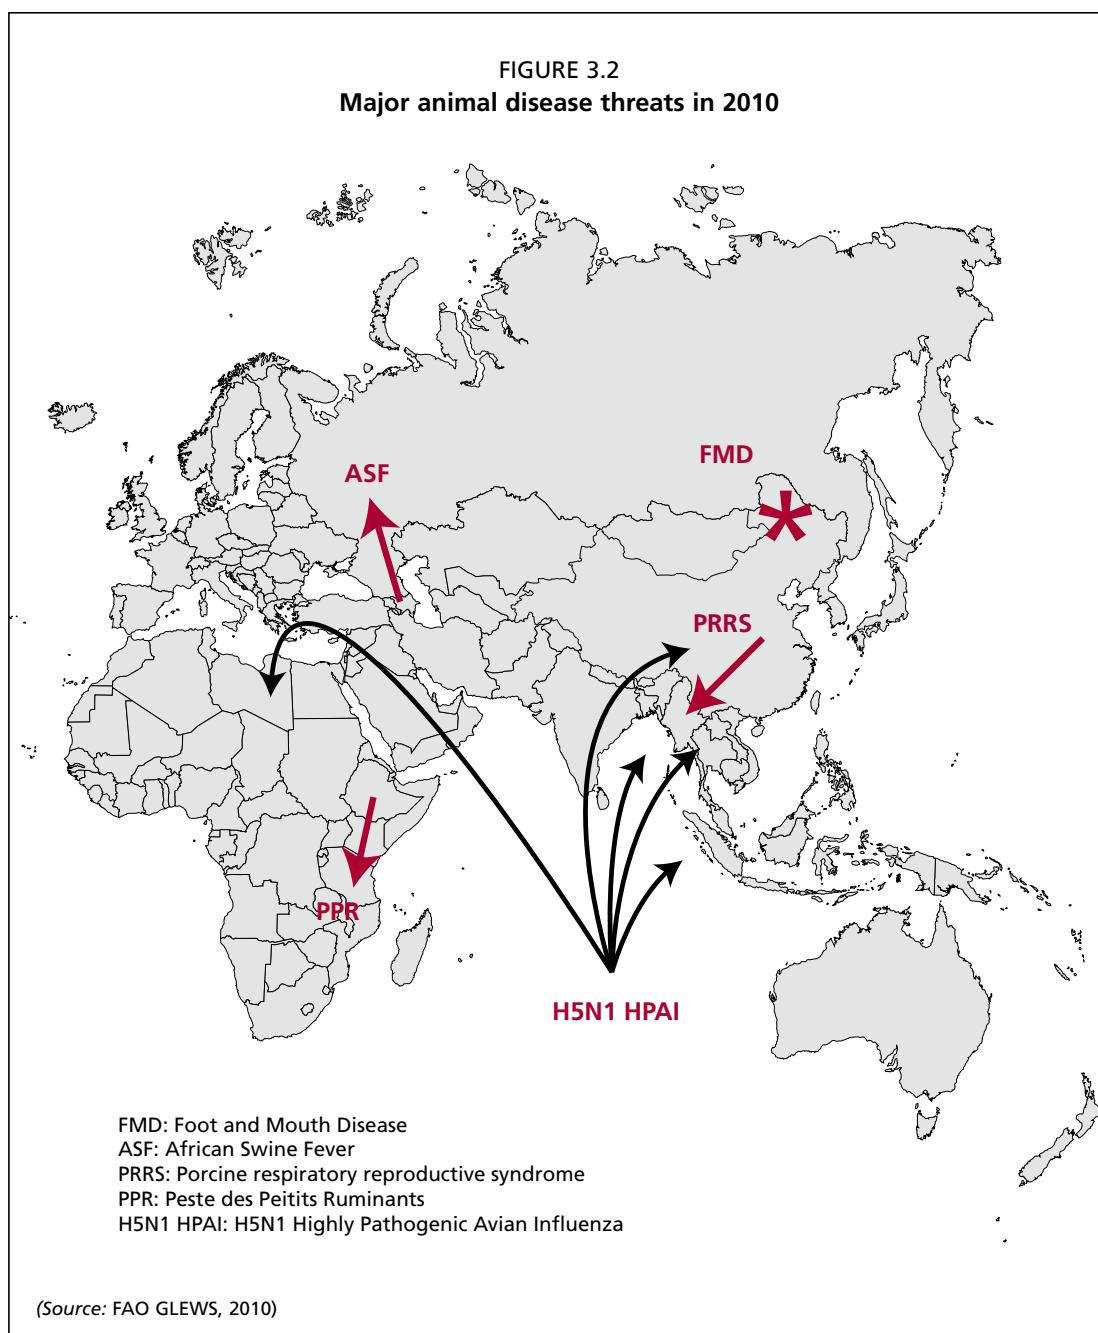 FIGURE 3.2
Major animal disease threats in 2010
FMD
ASF
PRRS
PPR
H5N1 HPAI
FMD: Foot and Mouth Disease
ASF: African Swine Fever
PRRS: Porcine respiratory reproductive syndrome
PPR: Peste des Peitits Ruminants
H5N1 HPAI: H5N1 Highly Pathogenic Avian Influenza
(Source: FAO GLEWS, 2010)